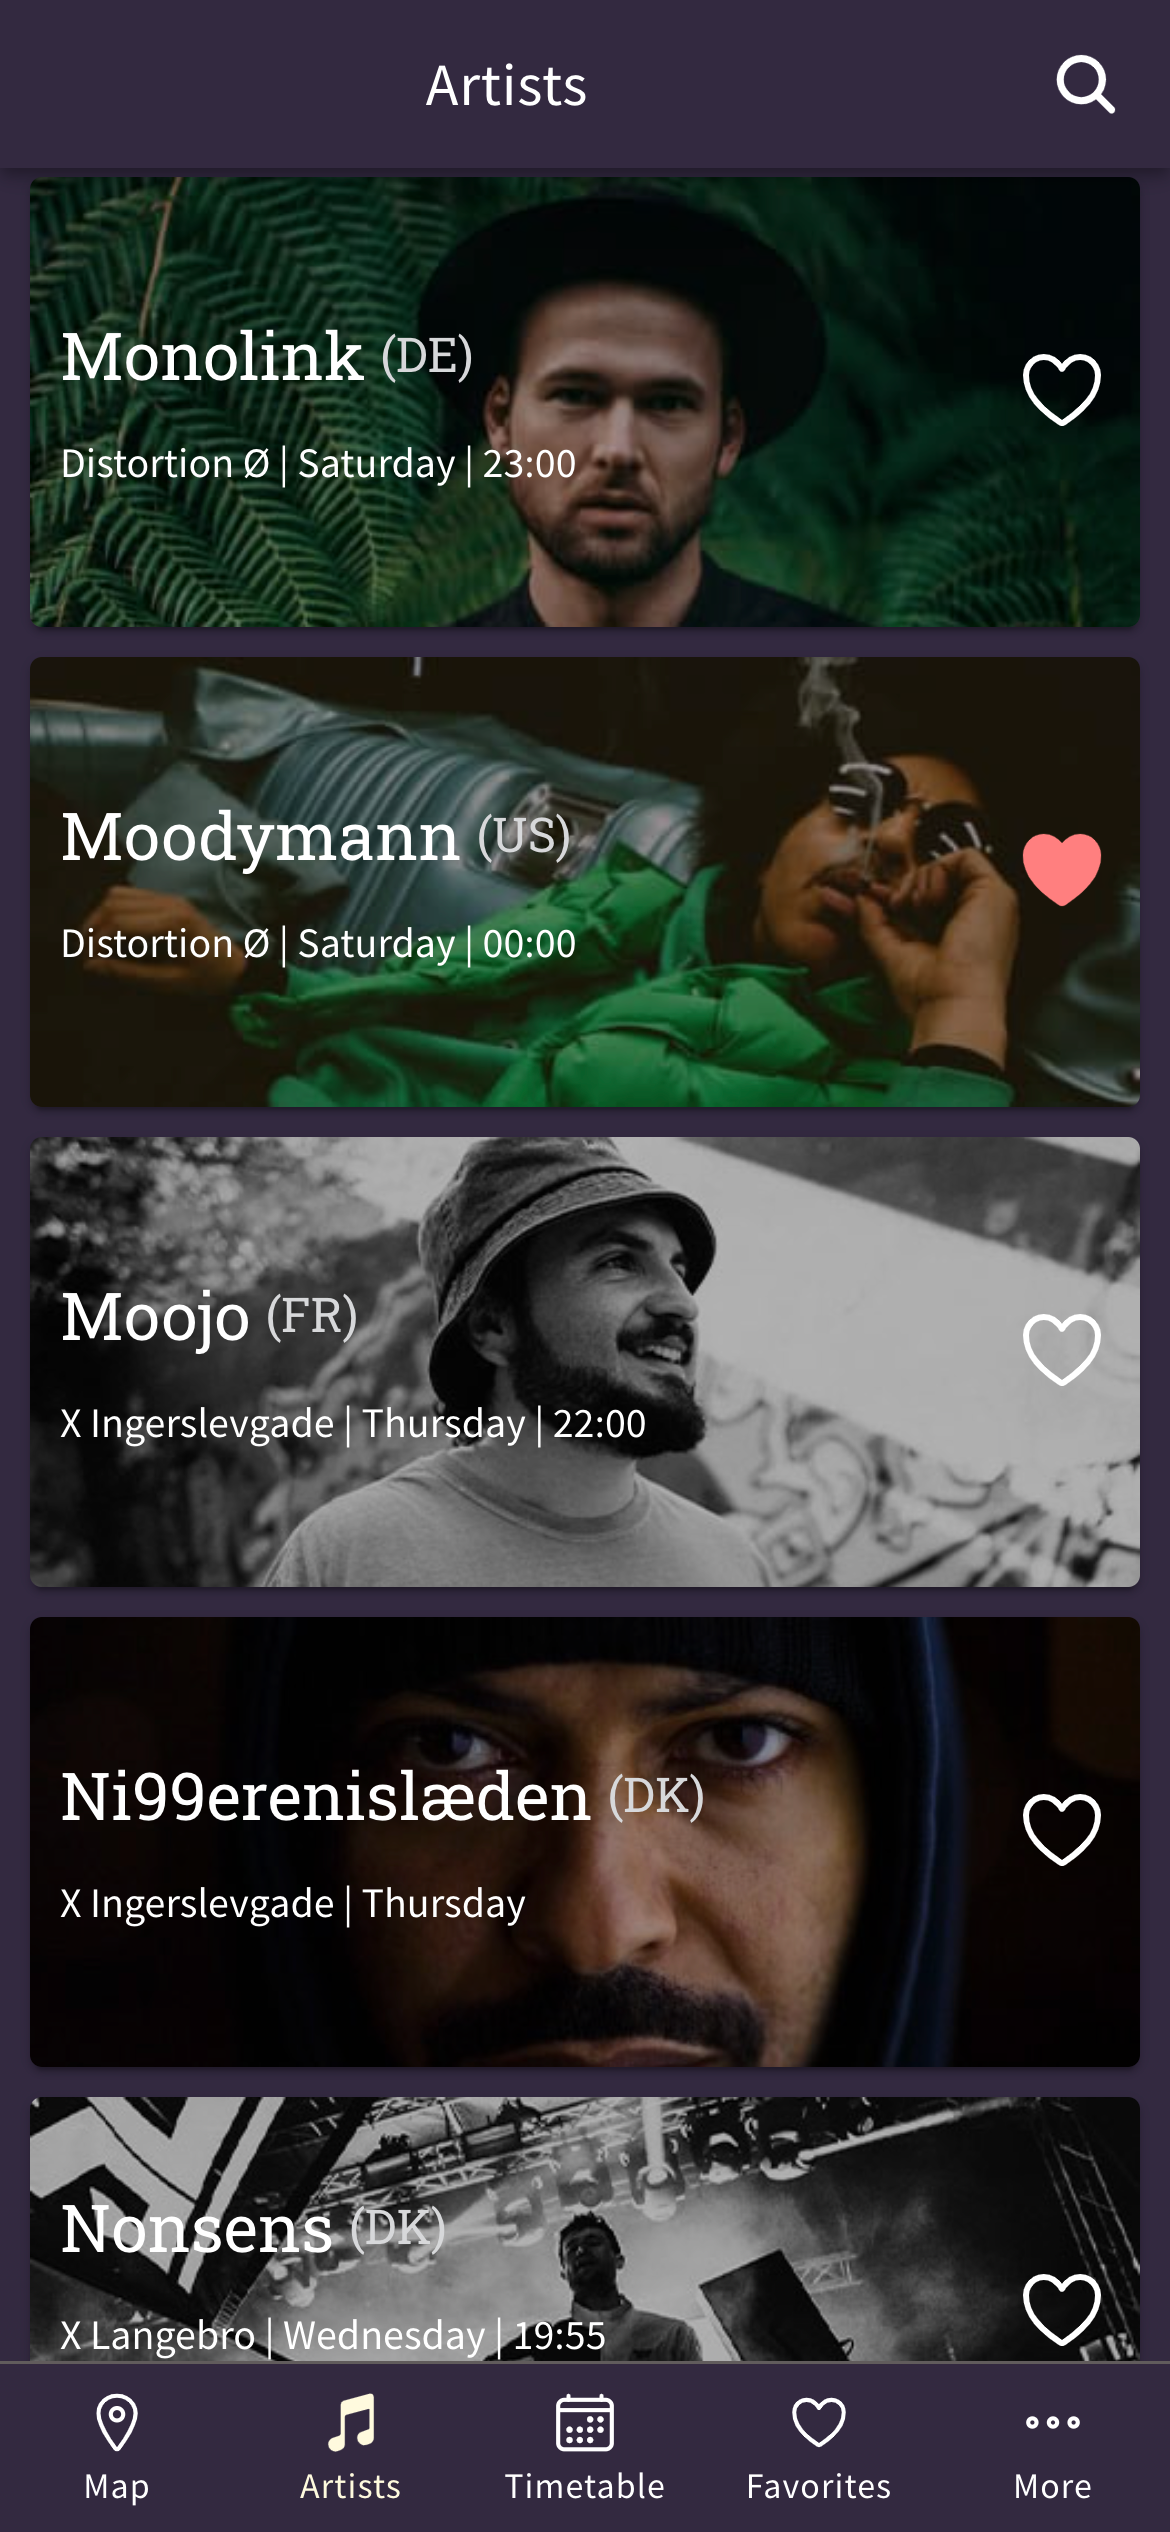 Artists
Monolink (DE)
Distortion Ø | Saturday | 23:00
Moodymann (US)
Distortion Ø | Saturday | 00:00
Moojo (FR)
X Ingerslevgade | Thursday | 22:00
Ni99erenislæden (DK)
X Ingerslevgade | Thursday
Nonsens (DK)
X Langebro | Wednesday | 19:55
Map Artists Timetable Favorites More